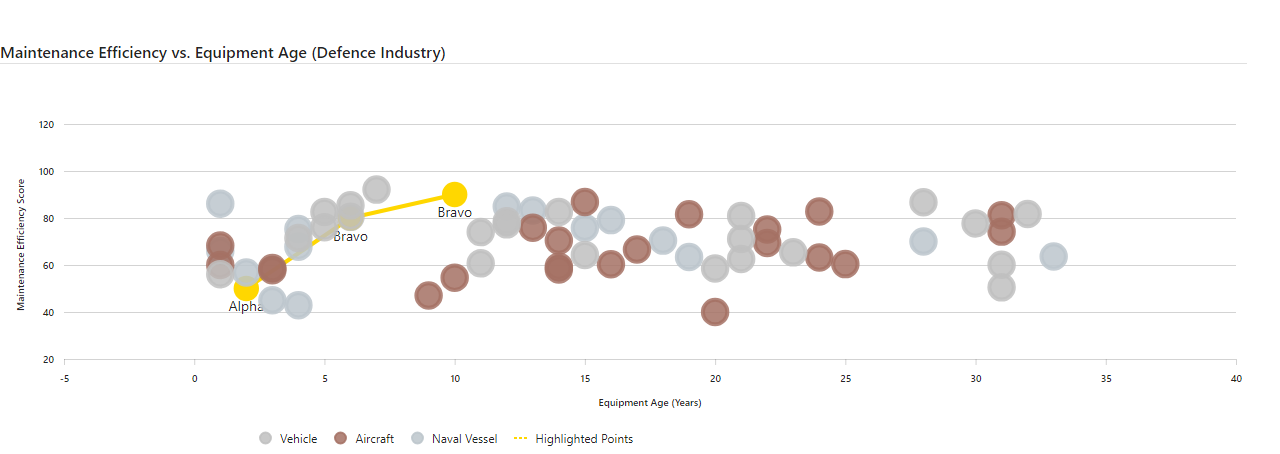 Maintenance Efficiency vs. Equipment Age (Defence Industry)
120
100
80
60
40
20
Maintenance Efficiency Score
Bravo
Bravo
Alpha
-5 0 5 10 15 20 25 30 35 40
Equipment Age (Years)
Vehicle Aircraft Naval Vessel Highlighted Points